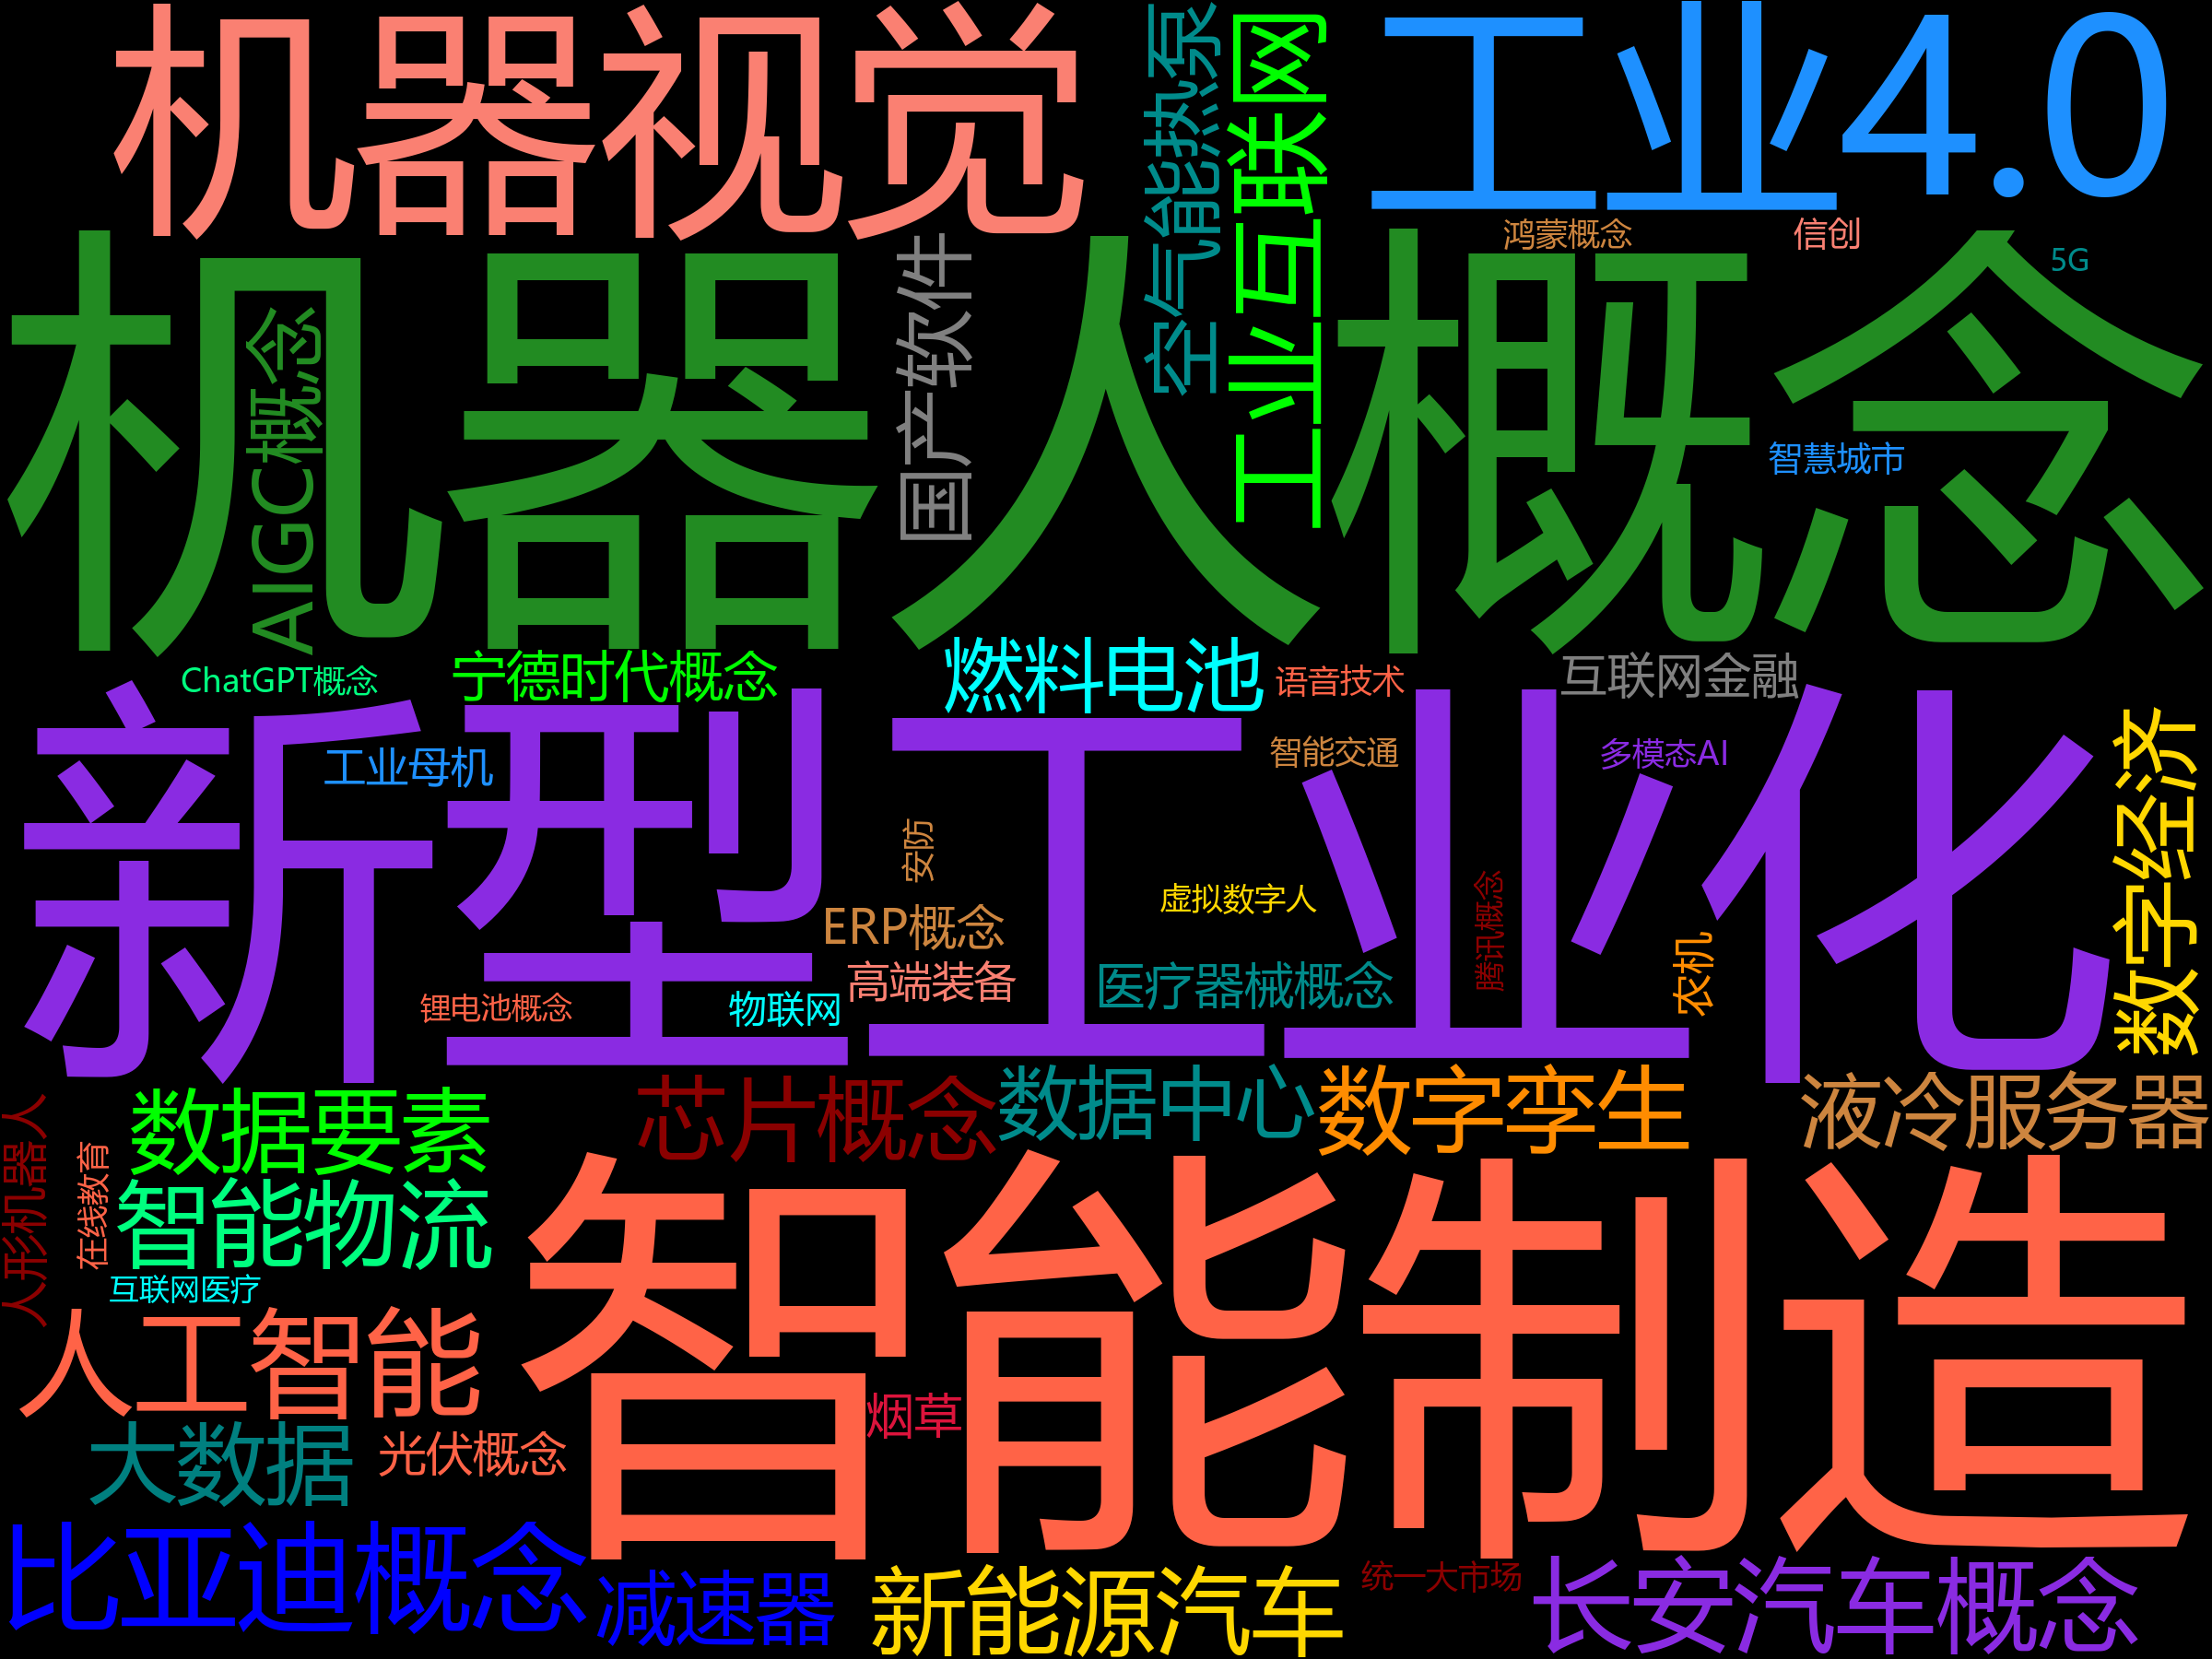 机器视觉
空气能热泵
工业互联网
工业4.0
鸿蒙概念
信创
5G
机器人概念
AIGC概念
国产软件
智慧城市
ChatGPT概念
宁德时代概念
燃料电池
语音技术
互联网金融
新型工业化
工业母机
智能交通
多模态AI
数字经济
安防
虚拟数字人
腾讯概念
ERP概念
农机
高端装备
医疗器械概念
锂电池概念
物联网
数据要素
芯片概念
数据中心
数字孪生
液冷服务器
人形机器人
在线教育
智能物流
智能制造
互联网医疗
人工智能
烟草
大数据
光伏概念
比亚迪概念
减速器
新能源汽车
统一大市场
长安汽车概念